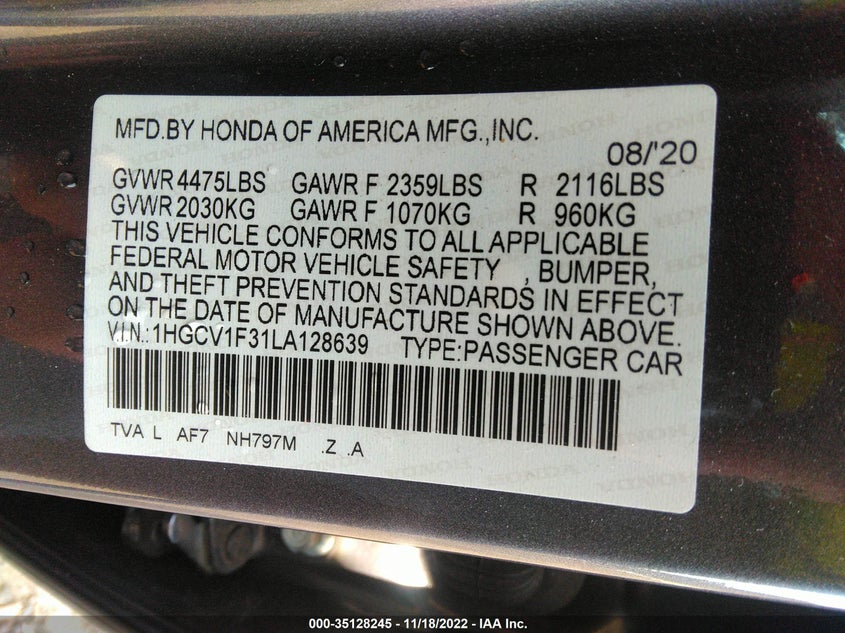 MFD.BY HONDA OF AMERICA MFG.,INC.
08/'20
GVWR 4475LBS GAWR F 2359LBS R 2116LBS
GVWR 2030KG GAWR F 1070KG R 960KG
THIS VEHICLE CONFORMS TO ALL APPLICABLE
FEDERAL MOTOR VEHICLE SAFETY , BUMPER,
AND THEFT PREVENTION STANDARDS IN EFFECT
ON THE DATE OF MANUFACTURE SHOWN ABOVE.
V.I.N.:1HGCV1F31LA128639 TYPE:PASSENGER CAR
TVA L AF7 NH797M .Z .A
000-35128245 - 11/18/2022 - IAA Inc.